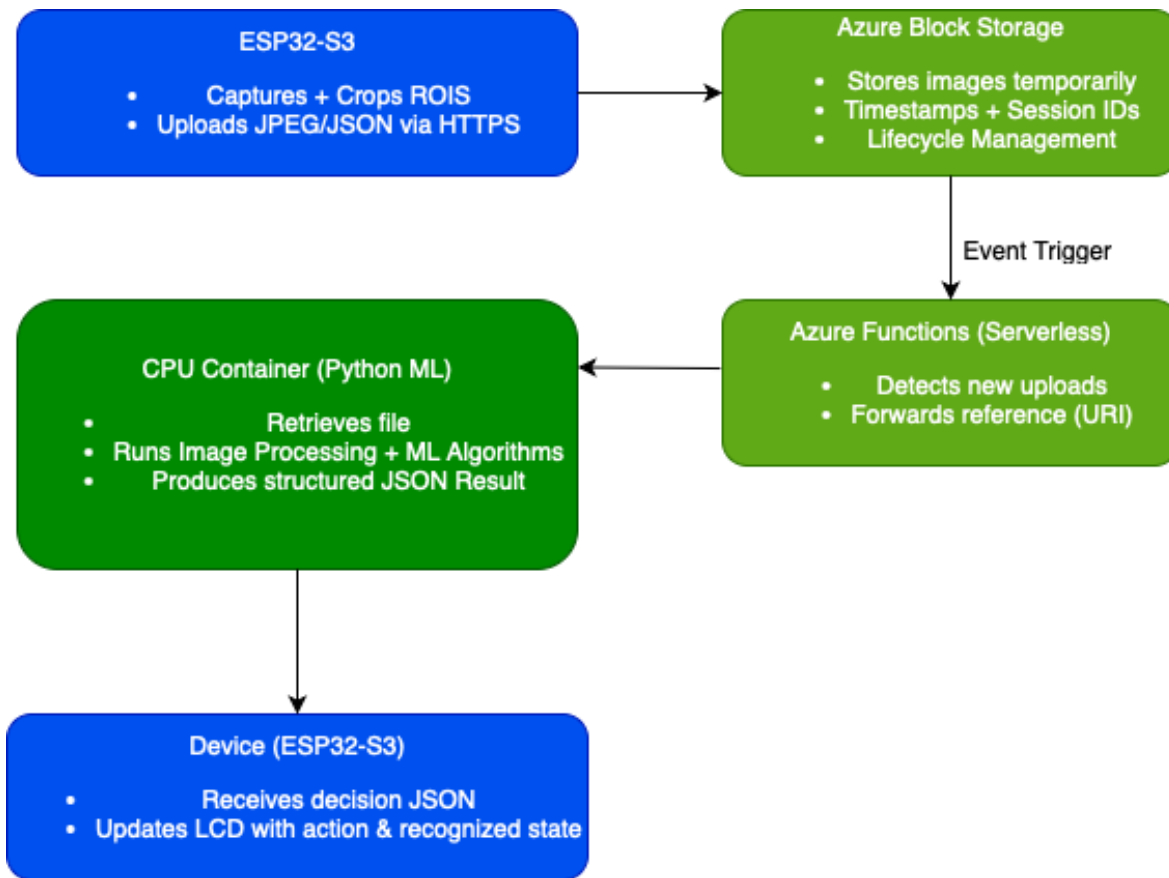 ESP32-S3
• Captures + Crops ROIS
• Uploads JPEG/JSON via HTTPS
Azure Block Storage
• Stores images temporarily
• Timestamps + Session IDs
• Lifecycle Management
Event Trigger
Azure Functions (Serverless)
• Detects new uploads
• Forwards reference (URI)
CPU Container (Python ML)
• Retrieves file
• Runs Image Processing + ML Algorithms
• Produces structured JSON Result
Device (ESP32-S3)
• Receives decision JSON
• Updates LCD with action & recognized state